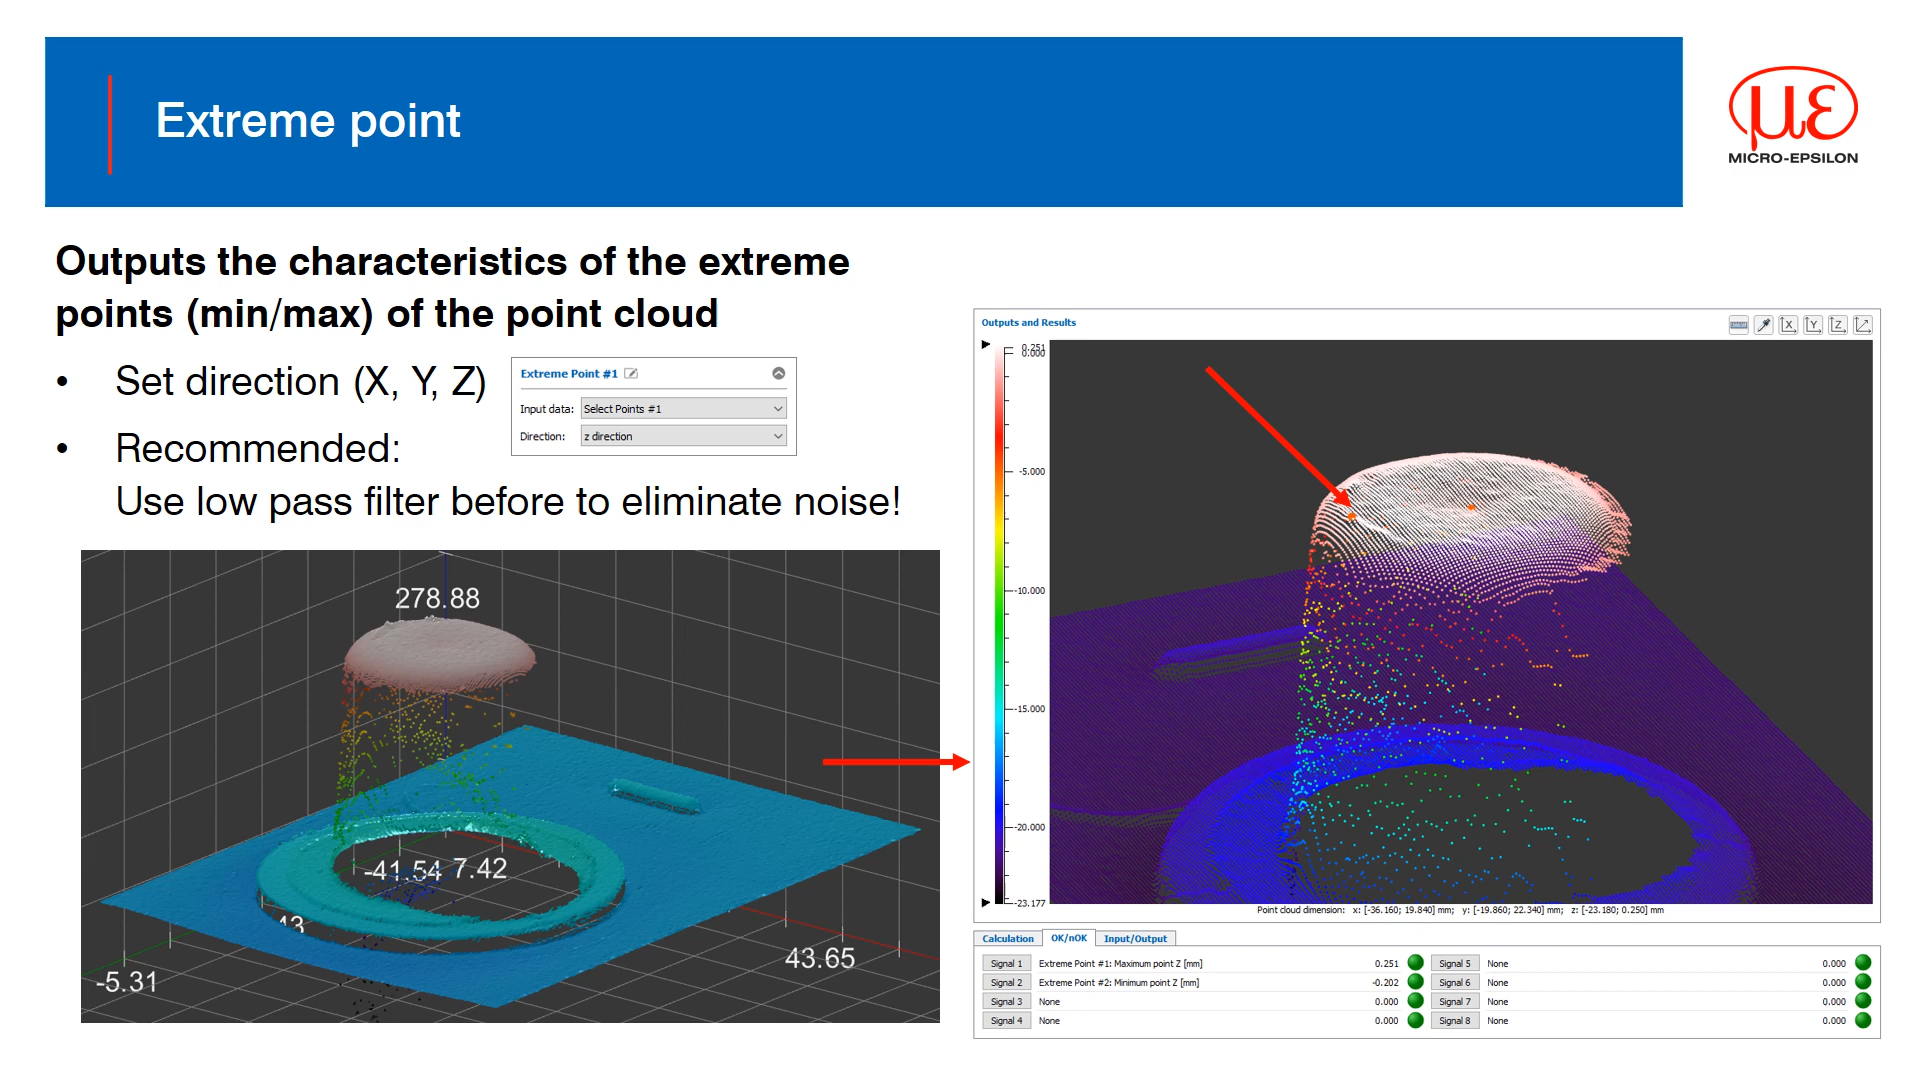 Extreme point
με
MICRO-EPSILON
Outputs the characteristics of the extreme
points (min/max) of the point cloud
• Set direction (X, Y, Z)
• Recommended:
Use low pass filter before to eliminate noise!
Extreme Point #1
Input data: Select Points #1
Direction: z direction
278.88
-41.54 7.42
13
43.65
-5.31
Outputs and Results
X Y Z
0.251
0.000
-5.000
-10.000
-15.000
-20.000
-23.177
Point cloud dimension: x: [-36.160; 19.840] mm; y: [-19.860; 22.340] mm; z: [-23.180; 0.250] mm
Calculation OK/nOK Input/Output
Signal 1 Extreme Point #1: Maximum point Z [mm] 0.251 Signal 5 None 0.000
Signal 2 Extreme Point #2: Minimum point Z [mm] -0.202 Signal 6 None 0.000
Signal 3 None 0.000 Signal 7 None 0.000
Signal 4 None 0.000 Signal 8 None 0.000